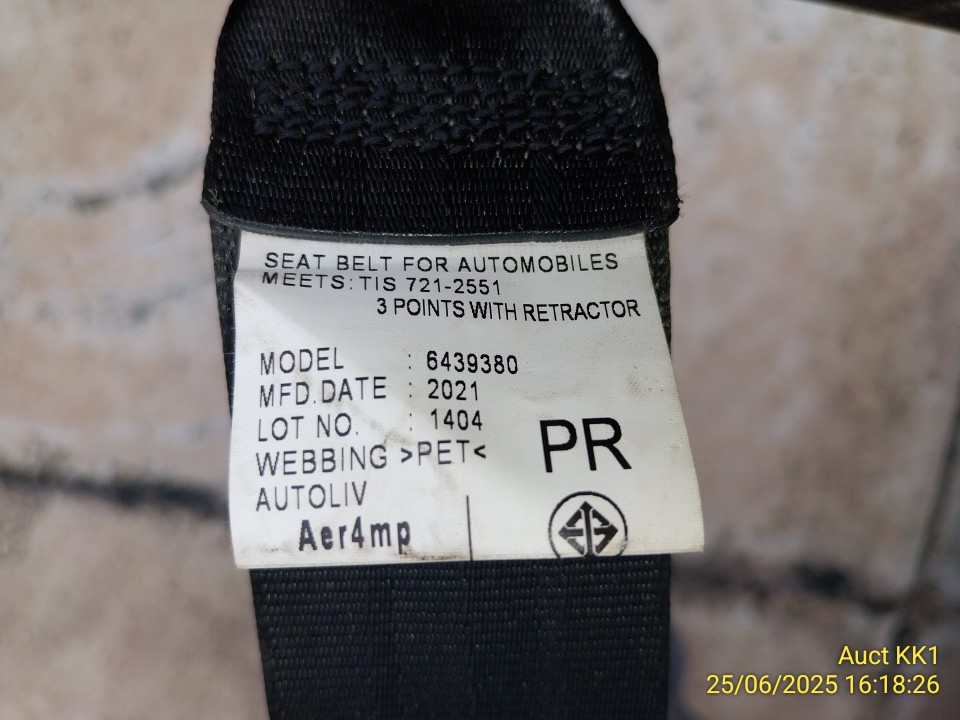 SEAT BELT FOR AUTOMOBILES
MEETS: TIS 721-2551
3 POINTS WITH RETRACTOR
MODEL : 6439380
MFD.DATE : 2021
LOT NO. : 1404
WEBBING >PET<
PR
AUTOLIV
Aer4mp
Auct KK1
25/06/2025 16:18:26